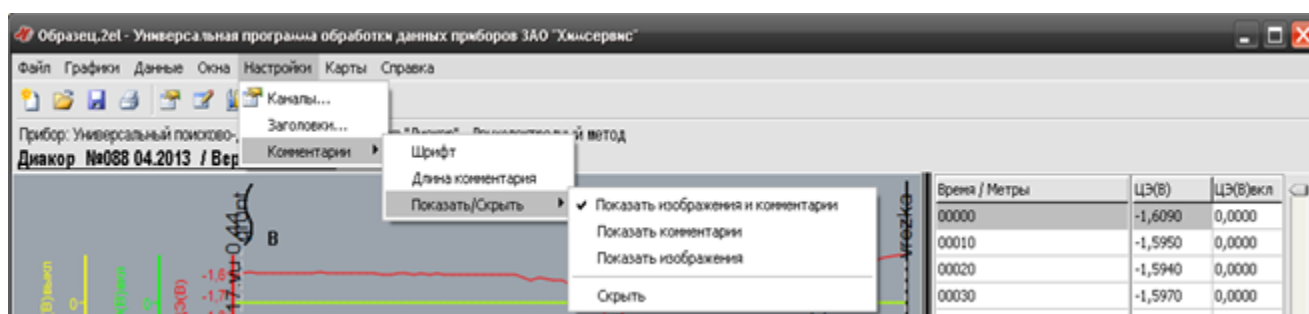 Образец.2el - Универсальная программа обработки данных приборов ЗАО "Химсервис"
Файл Графики Данные Окна Настройки Карты Справка
Каналы...
Заголовки...
Комментарии
Шрифт
Длина комментария
Показать/Скрыть
Показать изображения и комментарии
Показать комментарии
Показать изображения
Скрыть
Прибор: Универсальный поисково-
й метод
Диакор №088 04.2013 / Вер
Время / Метры ЦЭ(В) ЦЭ(В)вкл
00000 -1,6090 0,0000
00010 -1,5950 0,0000
00020 -1,5940 0,0000
00030 -1,5970 0,0000
B
vrezka